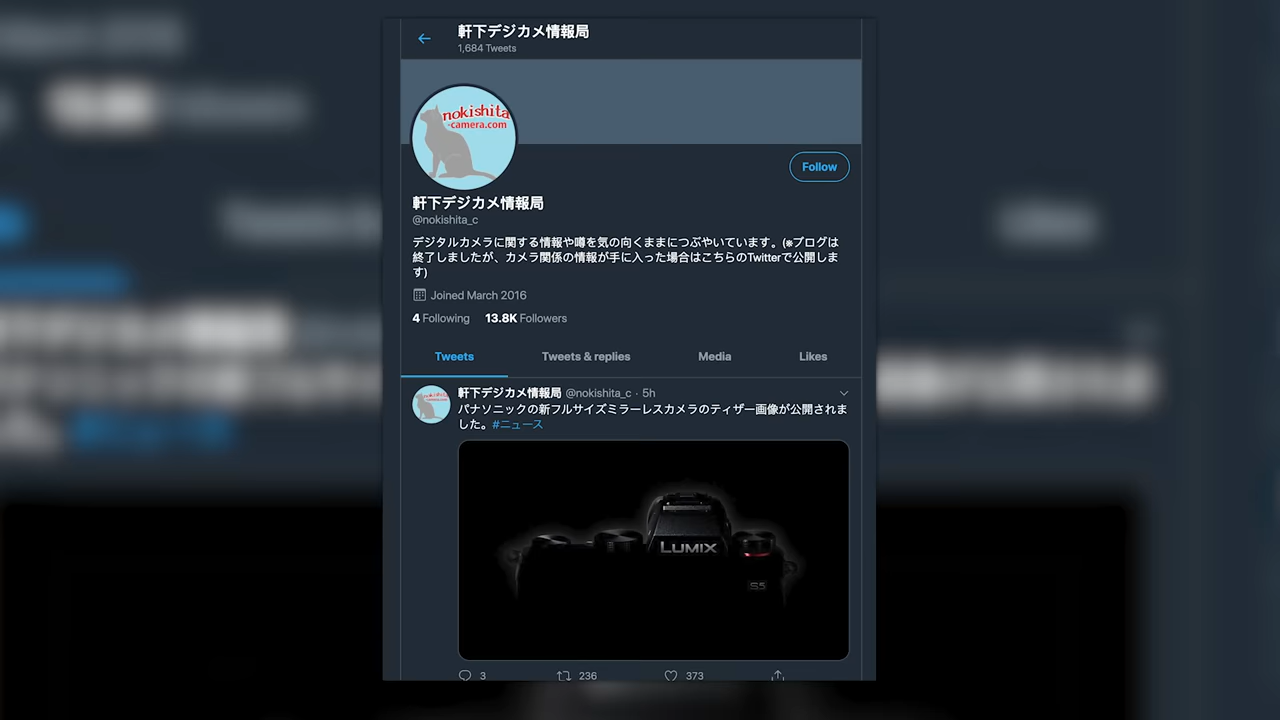 軒下デジカメ情報局
1,684 Tweets
nokishita
-camera.com
Follow
軒下デジカメ情報局
@nokishita_c
デジタルカメラに関する情報や噂を気の向くままにつぶやいています。(※ブログは
終了しましたが、カメラ関係の情報が手に入った場合はこちらのTwitterで公開しま
す)
Joined March 2016
4 Following 13.8K Followers
Tweets Tweets & replies Media Likes
軒下デジカメ情報局 @nokishita_c · 5h
パナソニックの新フルサイズミラーレスカメラのティザー画像が公開されま
した。#ニュース
LUMIX
S5
3 236 373